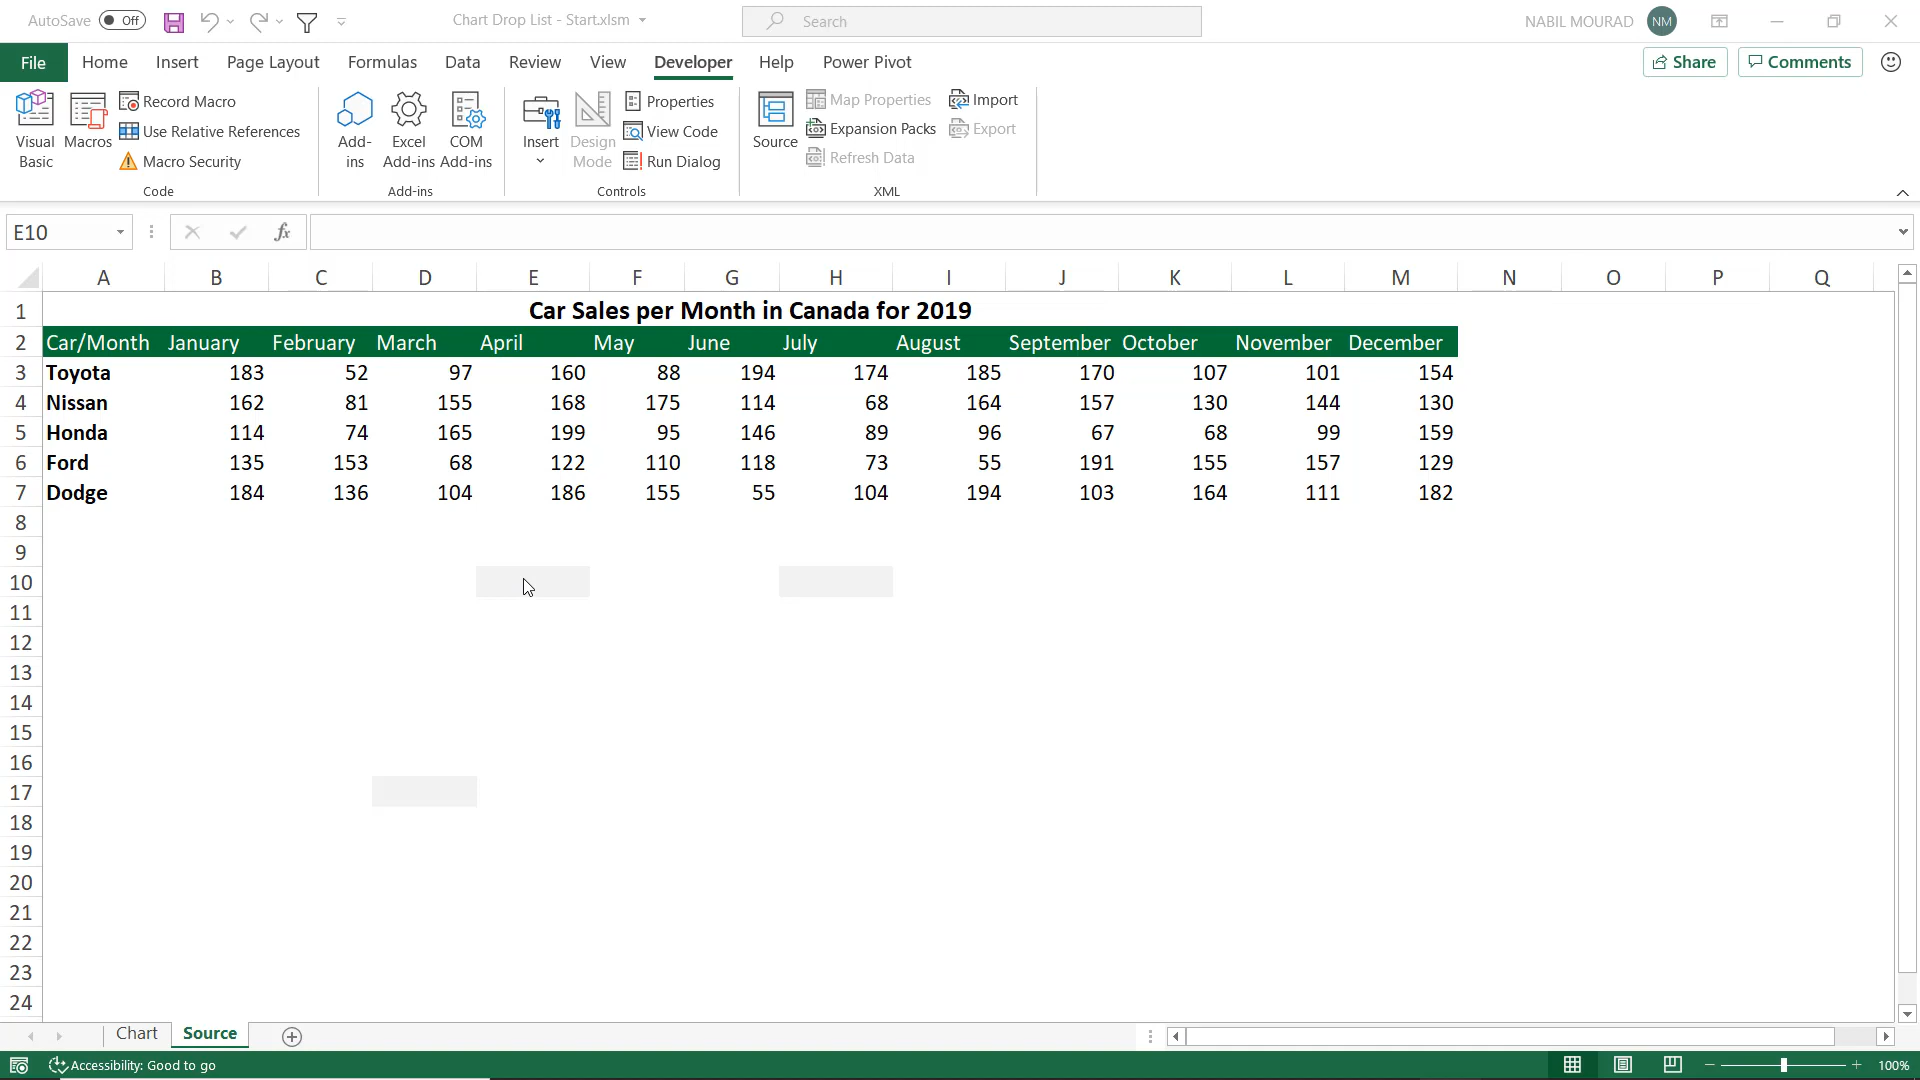 AutoSave Off Chart Drop List - Start.xlsm Search NABIL MOURAD NM
File Home Insert Page Layout Formulas Data Review View Developer Help Power Pivot Share Comments
Visual Basic
Macros
Record Macro
Use Relative References
Macro Security
Code
Add-ins
Excel Add-ins
COM Add-ins
Add-ins
Insert
Design Mode
Properties
View Code
Run Dialog
Controls
Source
Map Properties
Expansion Packs
Refresh Data
Import
Export
XML
E10 fx
A B C D E F G H I J K L M N O P Q
1 Car Sales per Month in Canada for 2019
2 Car/Month January February March April May June July August September October November December
3 Toyota 183 52 97 160 88 194 174 185 170 107 101 154
4 Nissan 162 81 155 168 175 114 68 164 157 130 144 130
5 Honda 114 74 165 199 95 146 89 96 67 68 99 159
6 Ford 135 153 68 122 110 118 73 55 191 155 157 129
7 Dodge 184 136 104 186 155 55 104 194 103 164 111 182
8
9
10
11
12
13
14
15
16
17
18
19
20
21
22
23
24
Chart Source
Accessibility: Good to go 100%